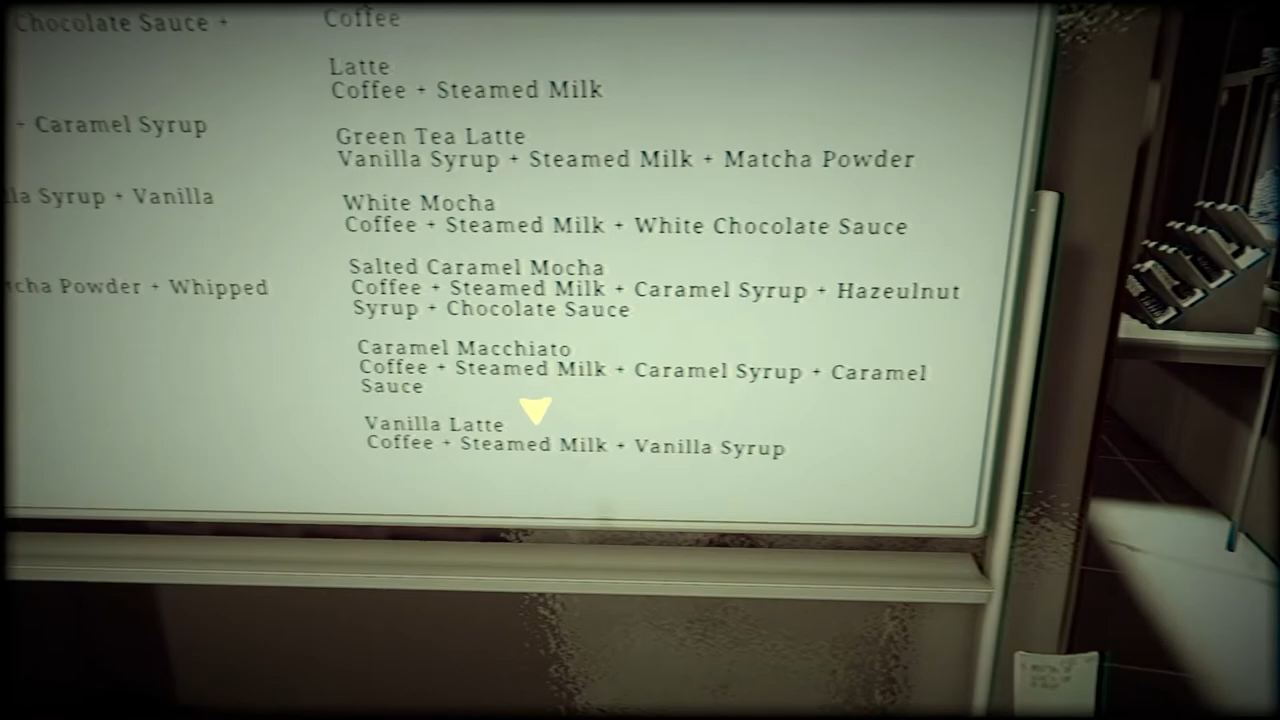 Chocolate Sauce +
+ Caramel Syrup
Syrup + Vanilla
Powder + Whipped
Coffee
Latte
Coffee + Steamed Milk
Green Tea Latte
Vanilla Syrup + Steamed Milk + Matcha Powder
White Mocha
Coffee + Steamed Milk + White Chocolate Sauce
Salted Caramel Mocha
Coffee + Steamed Milk + Caramel Syrup + Hazeulnut
Syrup + Chocolate Sauce
Caramel Macchiato
Coffee + Steamed Milk + Caramel Syrup + Caramel
Sauce
Vanilla Latte
Coffee + Steamed Milk + Vanilla Syrup